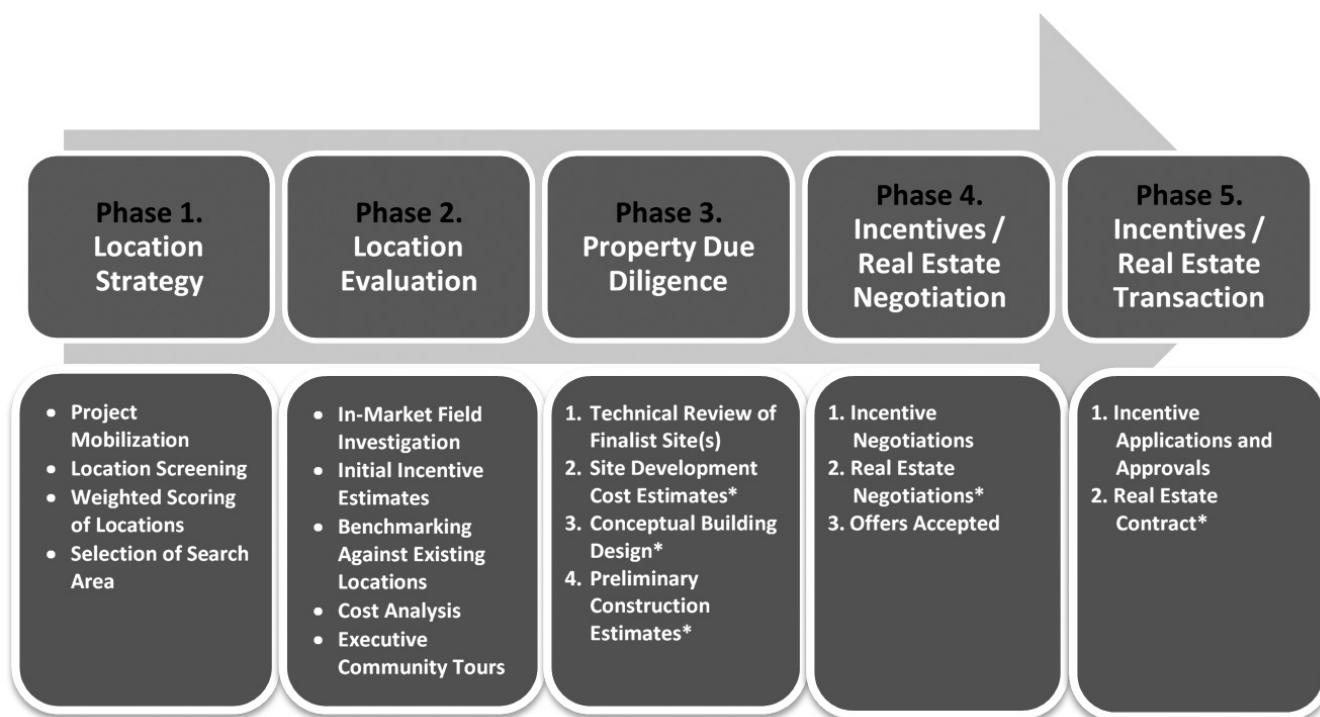 Phase 1.
Location
Strategy
Phase 2.
Location
Evaluation
Phase 3.
Property Due
Diligence
Phase 4.
Incentives /
Real Estate
Negotiation
Phase 5.
Incentives /
Real Estate
Transaction
• Project
Mobilization
• Location Screening
• Weighted Scoring
of Locations
• Selection of Search
Area
• In-Market Field
Investigation
• Initial Incentive
Estimates
• Benchmarking
Against Existing
Locations
• Cost Analysis
• Executive
Community Tours
1. Technical Review of
Finalist Site(s)
2. Site Development
Cost Estimates*
3. Conceptual Building
Design*
4. Preliminary
Construction
Estimates*
1. Incentive
Negotiations
2. Real Estate
Negotiations*
3. Offers Accepted
1. Incentive
Applications and
Approvals
2. Real Estate
Contract*